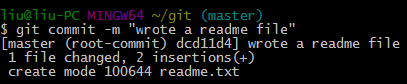 liu@liu-PC MINGW64 ~/git (master)
$ git commit -m "wrote a readme file"
[master (root-commit) dcd11d4] wrote a readme file
 1 file changed, 2 insertions(+)
 create mode 100644 readme.txt